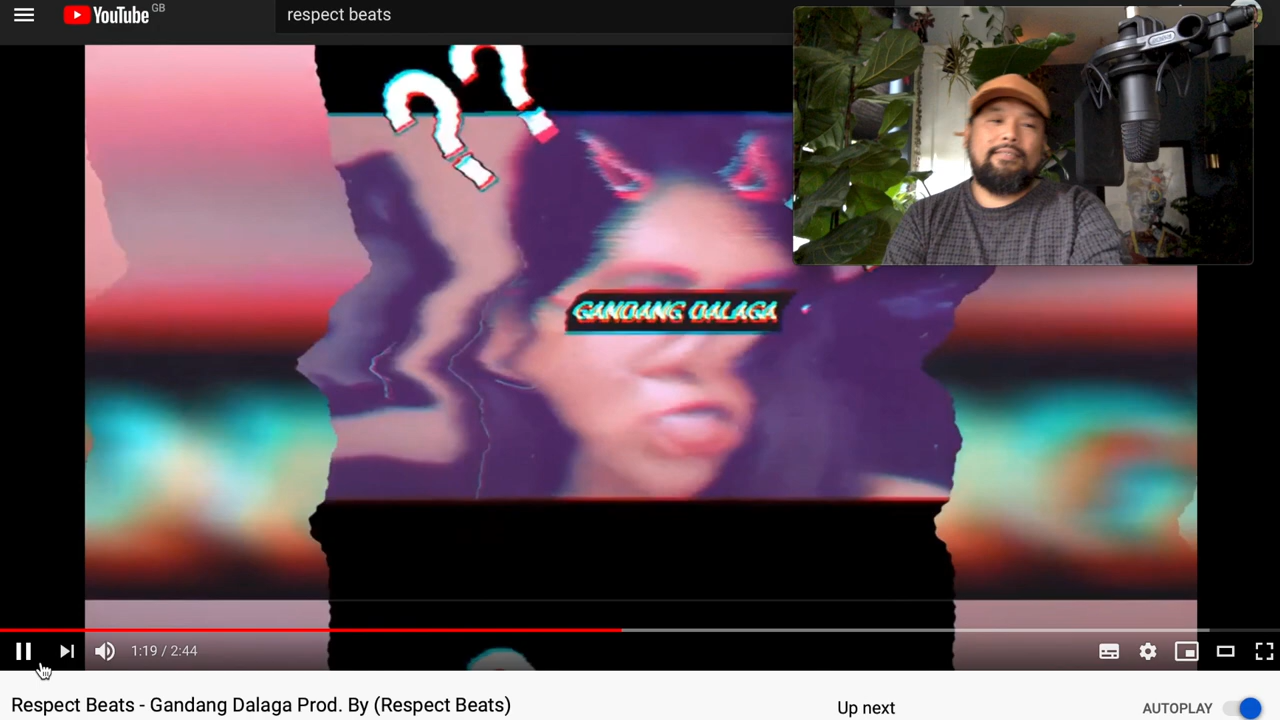 YouTube GB
respect beats
GANDANG DALAGA
1:19 / 2:44
Respect Beats - Gandang Dalaga Prod. By (Respect Beats)
Up next
AUTOPLAY